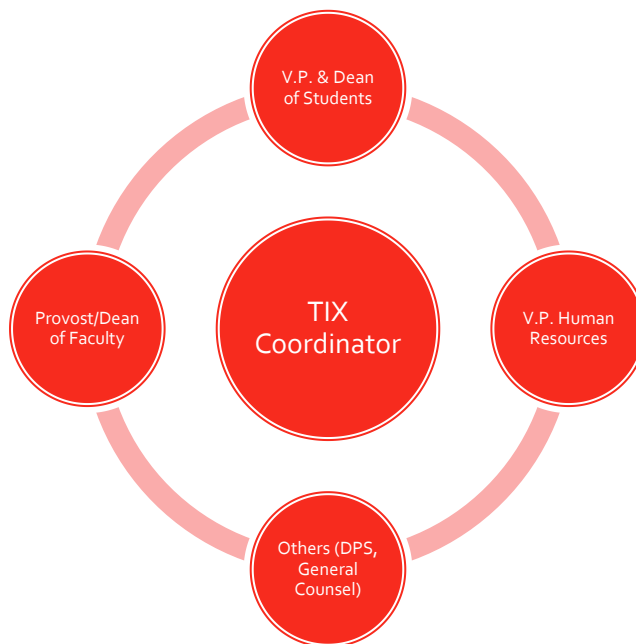 V.P. & Dean
of Students
Provost/Dean
of Faculty
TIX
Coordinator
V.P. Human
Resources
Others (DPS,
General
Counsel)